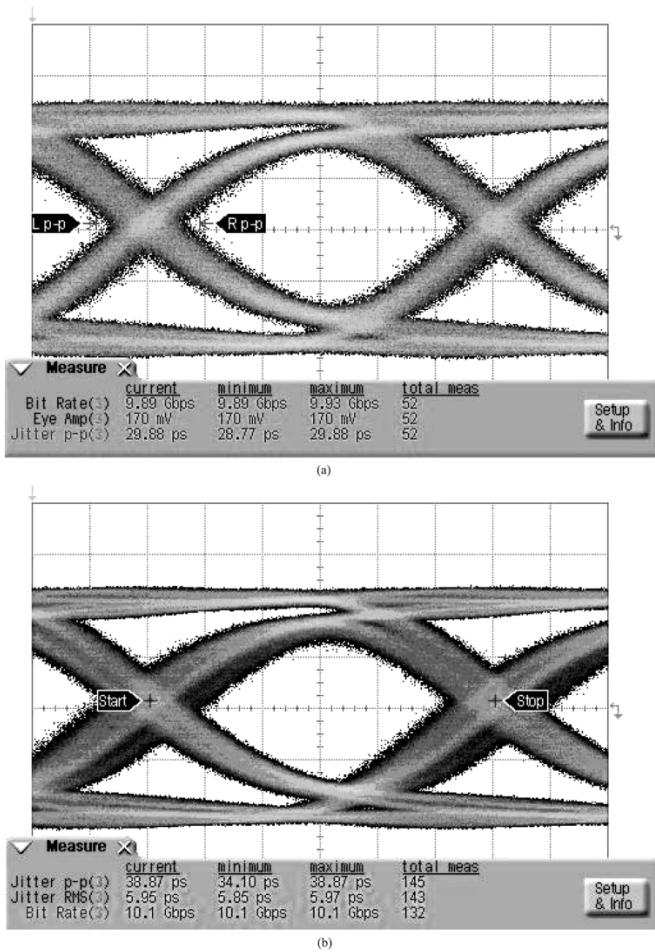 L p-p R p-p
Measure
current minimum maximum total meas
Bit Rate(3) 9.89 Gbps 9.89 Gbps 9.93 Gbps 52
Eye Amp(3) 170 mV 170 mV 170 mV 52
Jitter p-p(3) 29.88 ps 28.77 ps 29.88 ps 52
Setup
& Info
(a)
Start Stop
Measure
current minimum maximum total meas
Jitter p-p(3) 38.87 ps 34.10 ps 38.87 ps 145
Jitter RMS(3) 5.95 ps 5.85 ps 5.97 ps 143
Bit Rate(3) 10.1 Gbps 10.1 Gbps 10.1 Gbps 132
Setup
& Info
(b)